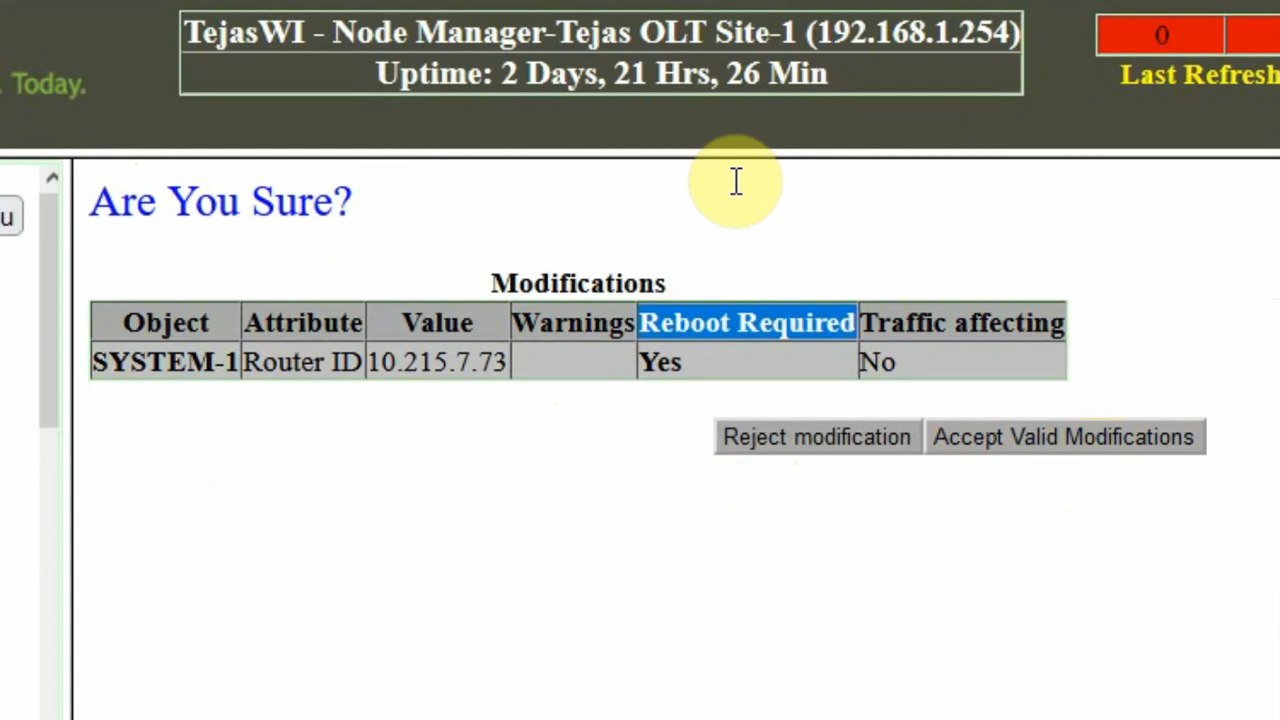 TejasWI - Node Manager-Tejas OLT Site-1 (192.168.1.254)
Uptime: 2 Days, 21 Hrs, 26 Min
0
. Today.
Last Refresh
u
Are You Sure?
Modifications
Object Attribute Value Warnings Reboot Required Traffic affecting
SYSTEM-1 Router ID 10.215.7.73 Yes No
Reject modification Accept Valid Modifications